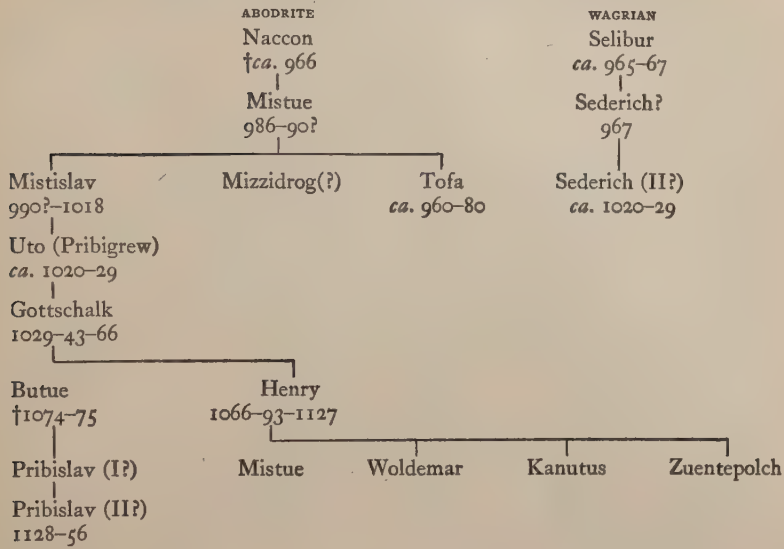 ABODRITE
WAGRIAN
Naccon
Selibur
†ca. 966
ca. 965–67
Mistue
Sederich?
986–90?
967
Mistislav
Mizzidrog(?)
Tofa
Sederich (II?)
990?–1018
ca. 960–80
ca. 1020–29
Uto (Pribigrew)
ca. 1020–29
Gottschalk
1029–43–66
Butue
Henry
†1074–75
1066–93–1127
Pribislav (I?)
Mistue
Woldemar
Kanutus
Zuentepolch
Pribislav (II?)
1128–56